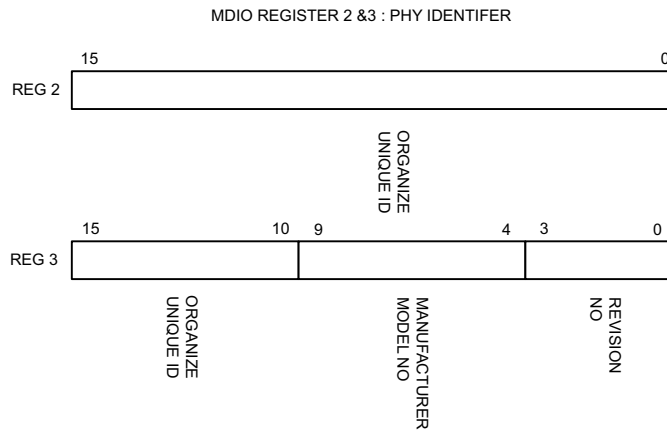 MDIO REGISTER 2 &3 : PHY IDENTIFER
15 0
REG 2
ORGANIZE
UNIQUE ID
15 10 9 4 3 0
REG 3
ORGANIZE
UNIQUE ID
MANUFACTURER
MODEL NO
REVISION
NO